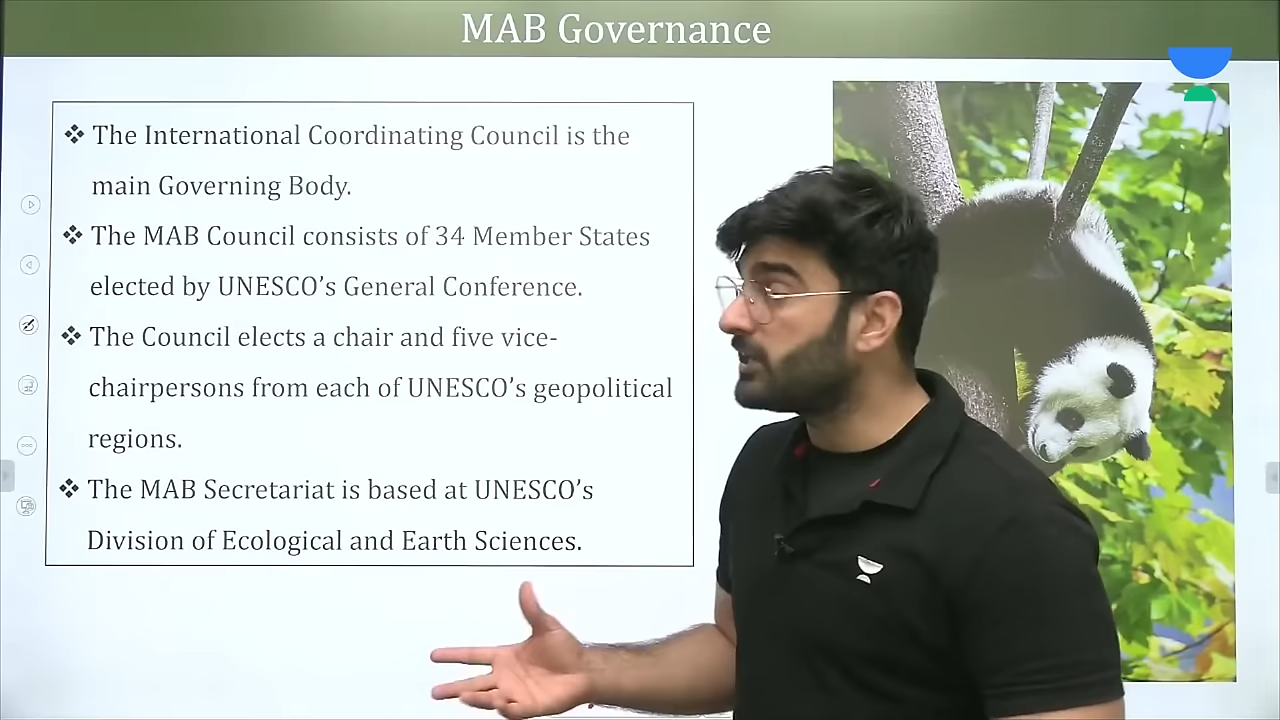 MAB Governance
❖ The International Coordinating Council is the
main Governing Body.
❖ The MAB Council consists of 34 Member States
elected by UNESCO’s General Conference.
❖ The Council elects a chair and five vice-
chairpersons from each of UNESCO’s geopolitical
regions.
❖ The MAB Secretariat is based at UNESCO’s
Division of Ecological and Earth Sciences.